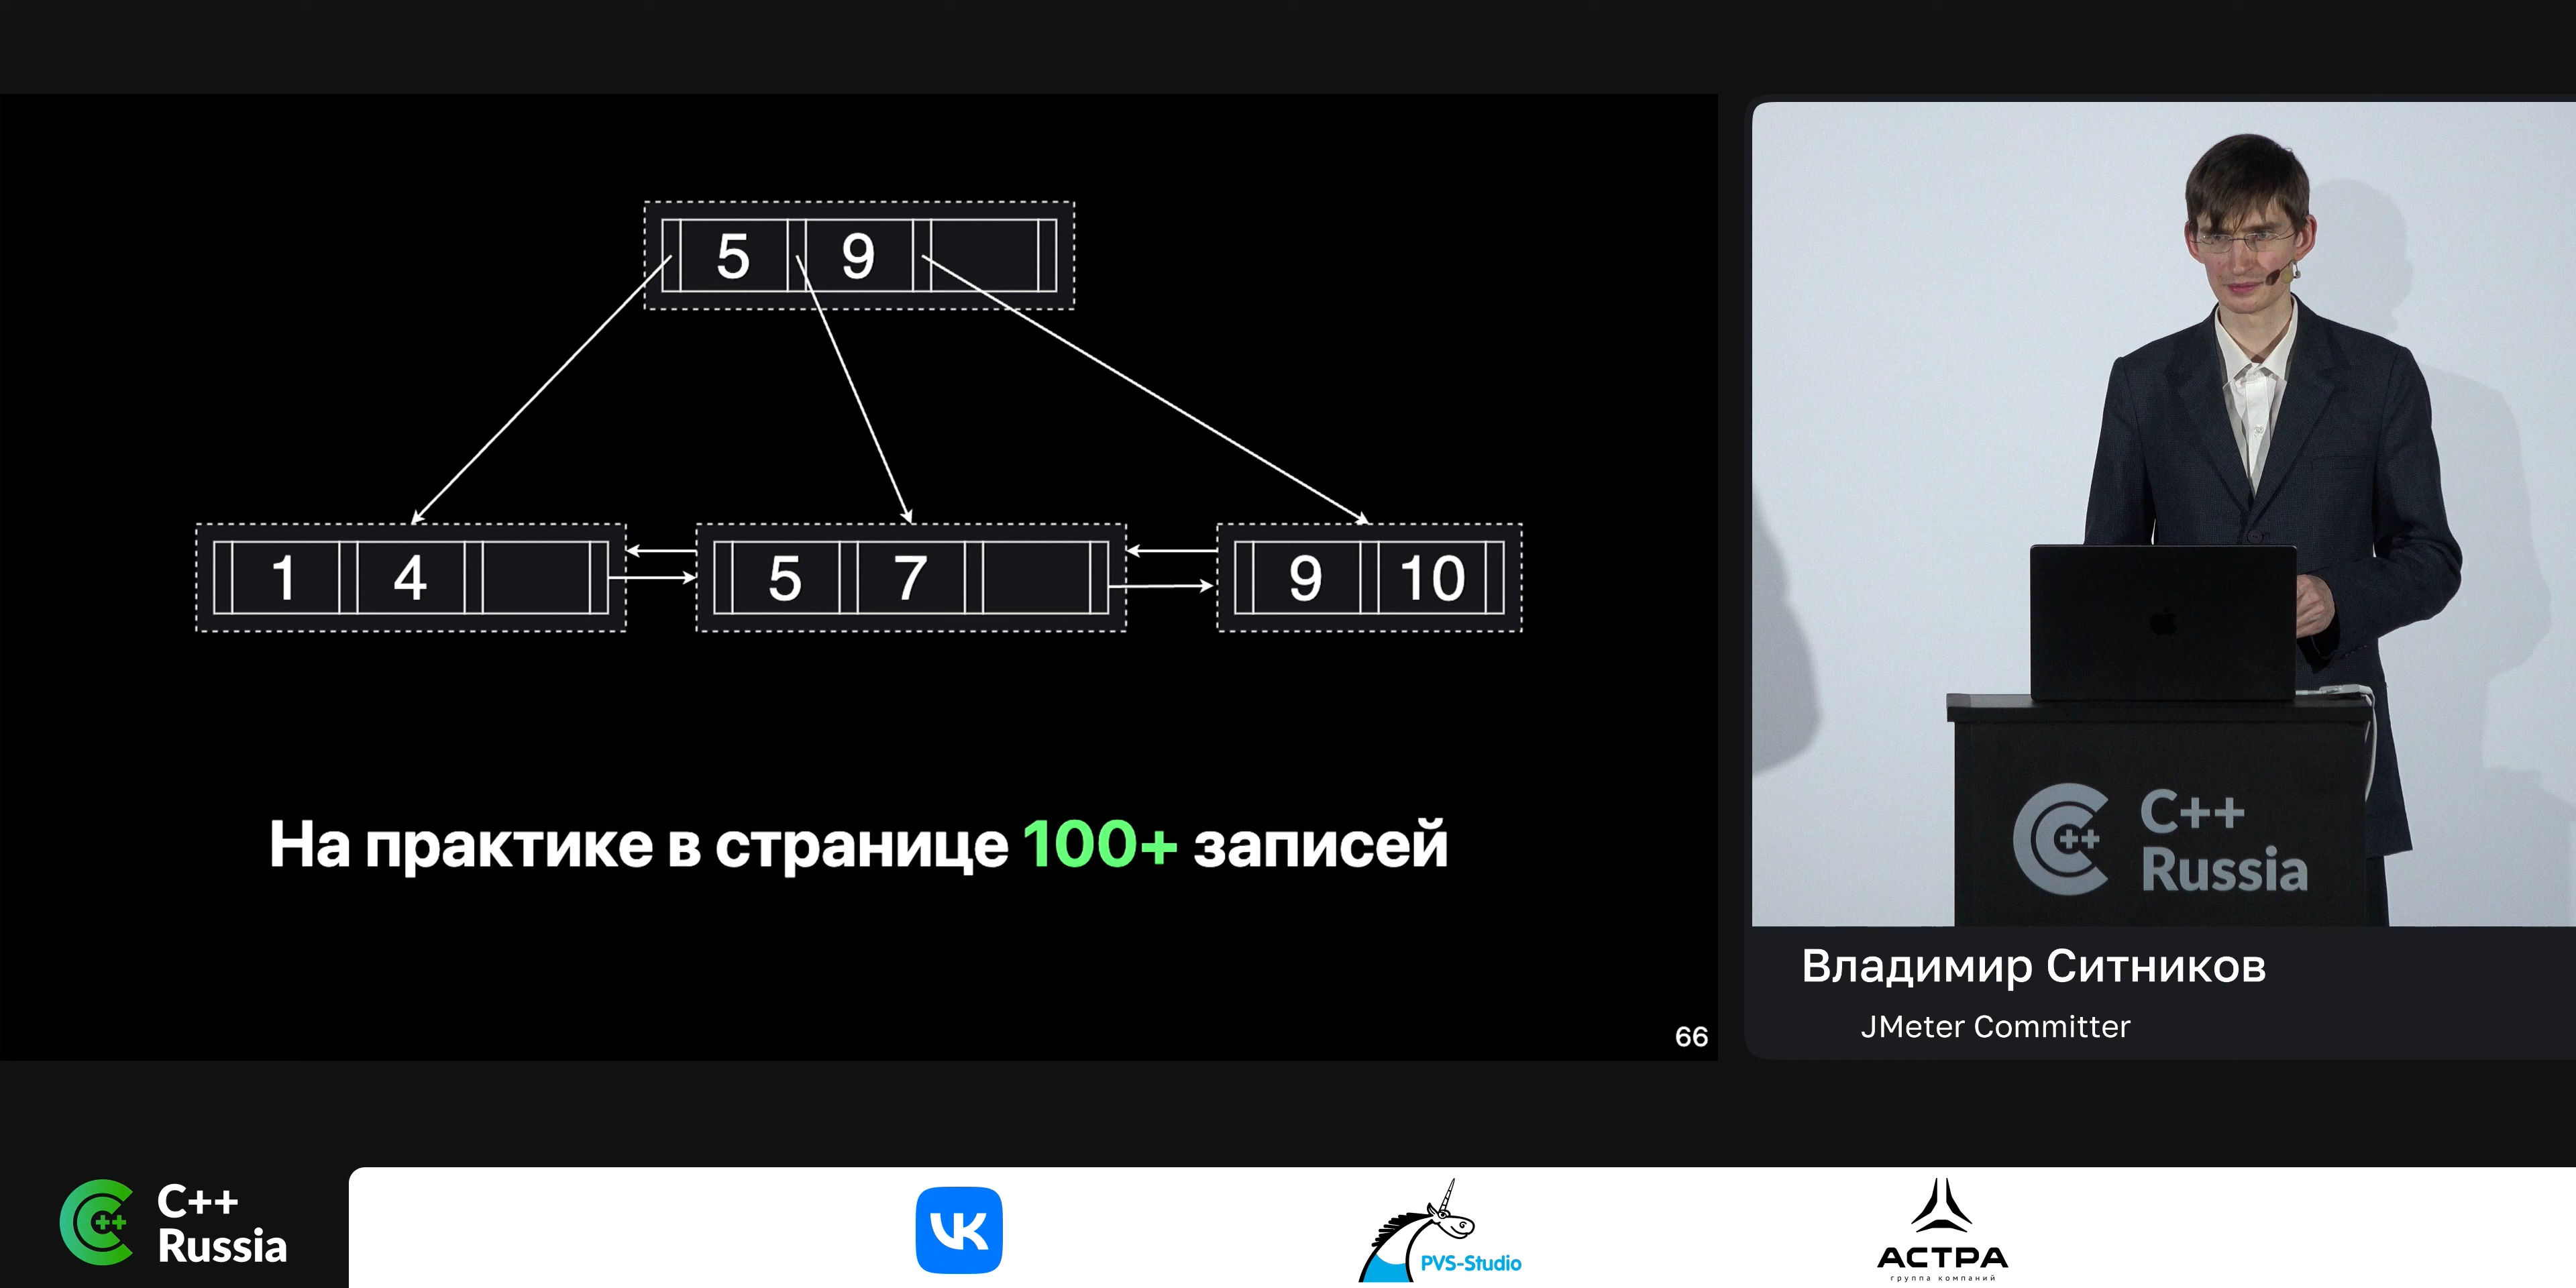 5 9
1 4
5 7
9 10
На практике в странице 100+ записей
66
C++
Russia
Владимир Ситников
JMeter Committer
C++
Russia
VK
PVS-Studio
АСТРА
группа компаний